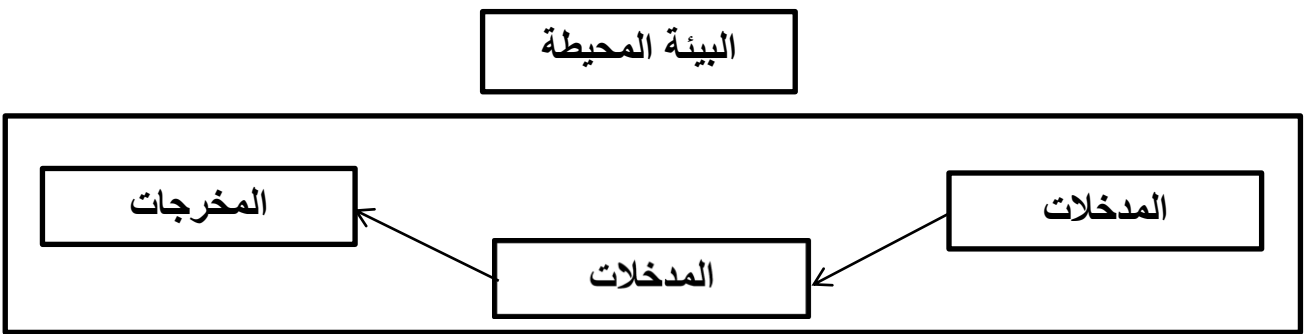 البيئة المحيطة
المدخلات
المخرجات
المدخلات